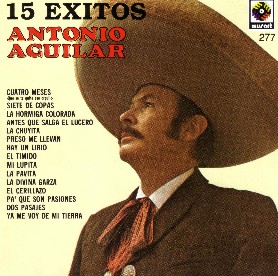 15 EXITOS
ANTONIO
AGUILAR
musart
277
CUATRO MESES
SIETE DE COPAS
LA HORMIGA COLORADA
ANTES QUE SALGA EL LUCERO
LA CHUYITA
PRESO ME LLEVAN
HAY UN LIRIO
EL TIMIDO
MI LUPITA
LA PAVITA
LA DIVINA GARZA
EL CERILLAZO
PA' QUE SON PASIONES
DOS PASAJES
YA ME VOY DE MI TIERRA